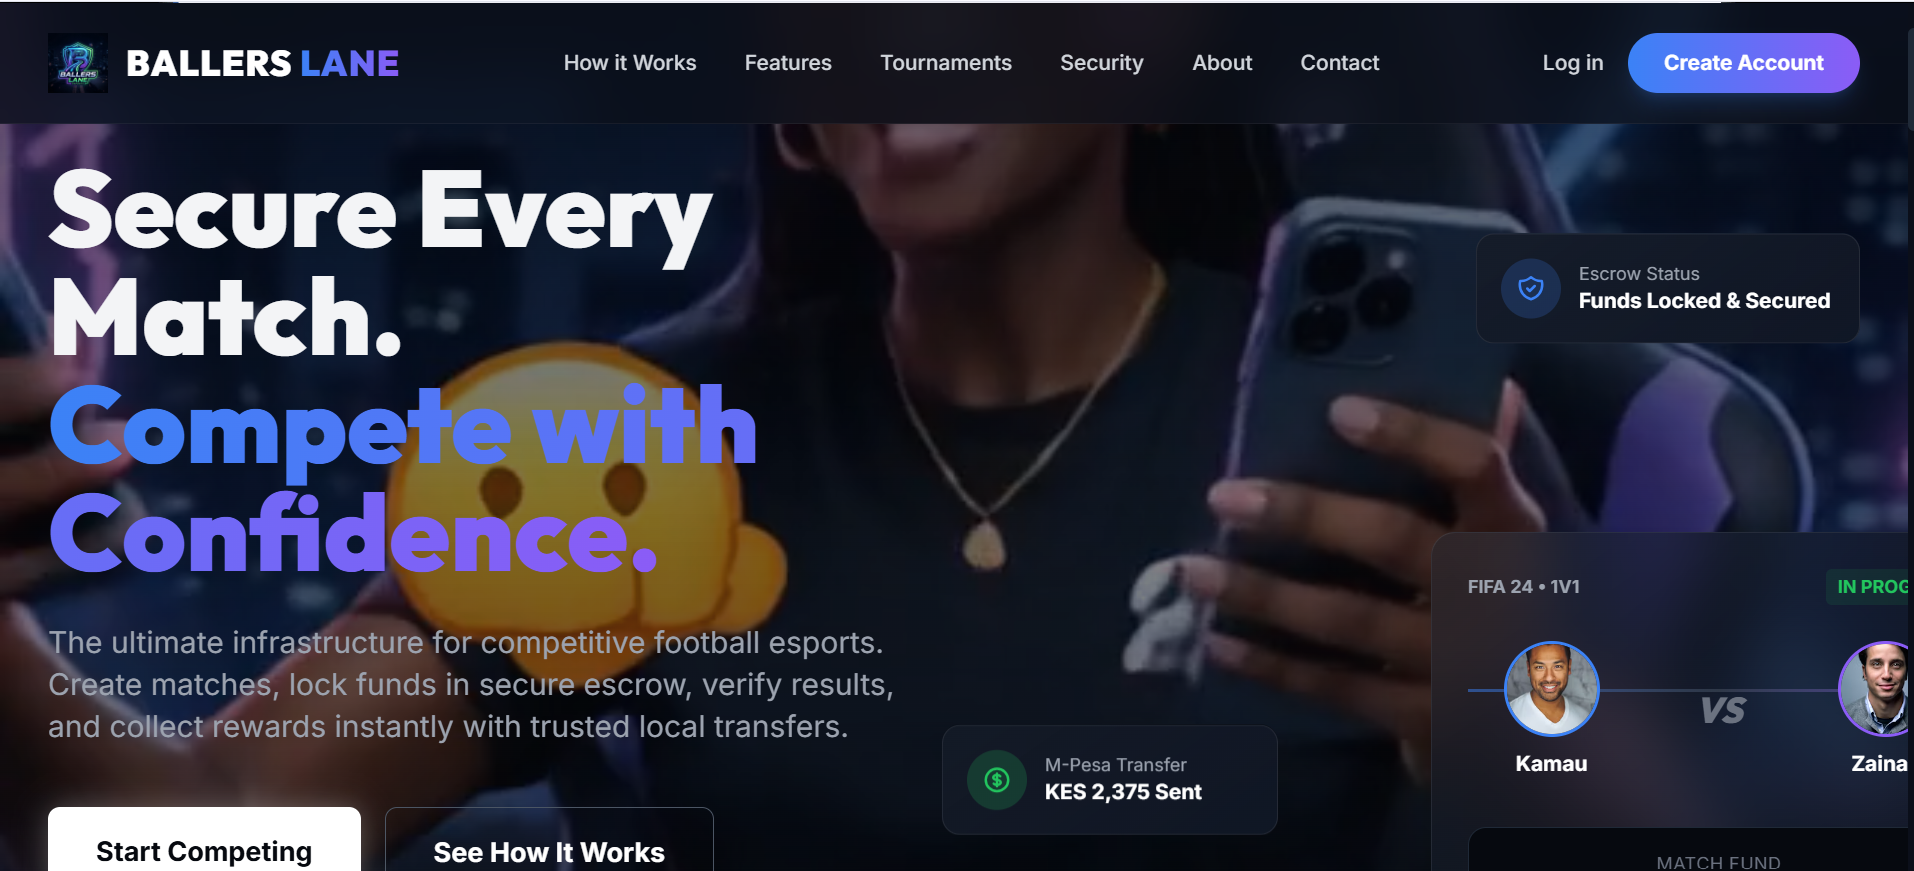 BALLERS LANE
BALLERS LANE
How it Works
Features
Tournaments
Security
About
Contact
Log in
Create Account
Secure Every
Match.
Compete with
Confidence.
The ultimate infrastructure for competitive football esports.
Create matches, lock funds in secure escrow, verify results,
and collect rewards instantly with trusted local transfers.
Start Competing
See How It Works
Escrow Status
Funds Locked & Secured
M-Pesa Transfer
KES 2,375 Sent
FIFA 24 • 1V1
IN PROG
VS
Kamau
Zaina
MATCH FUND